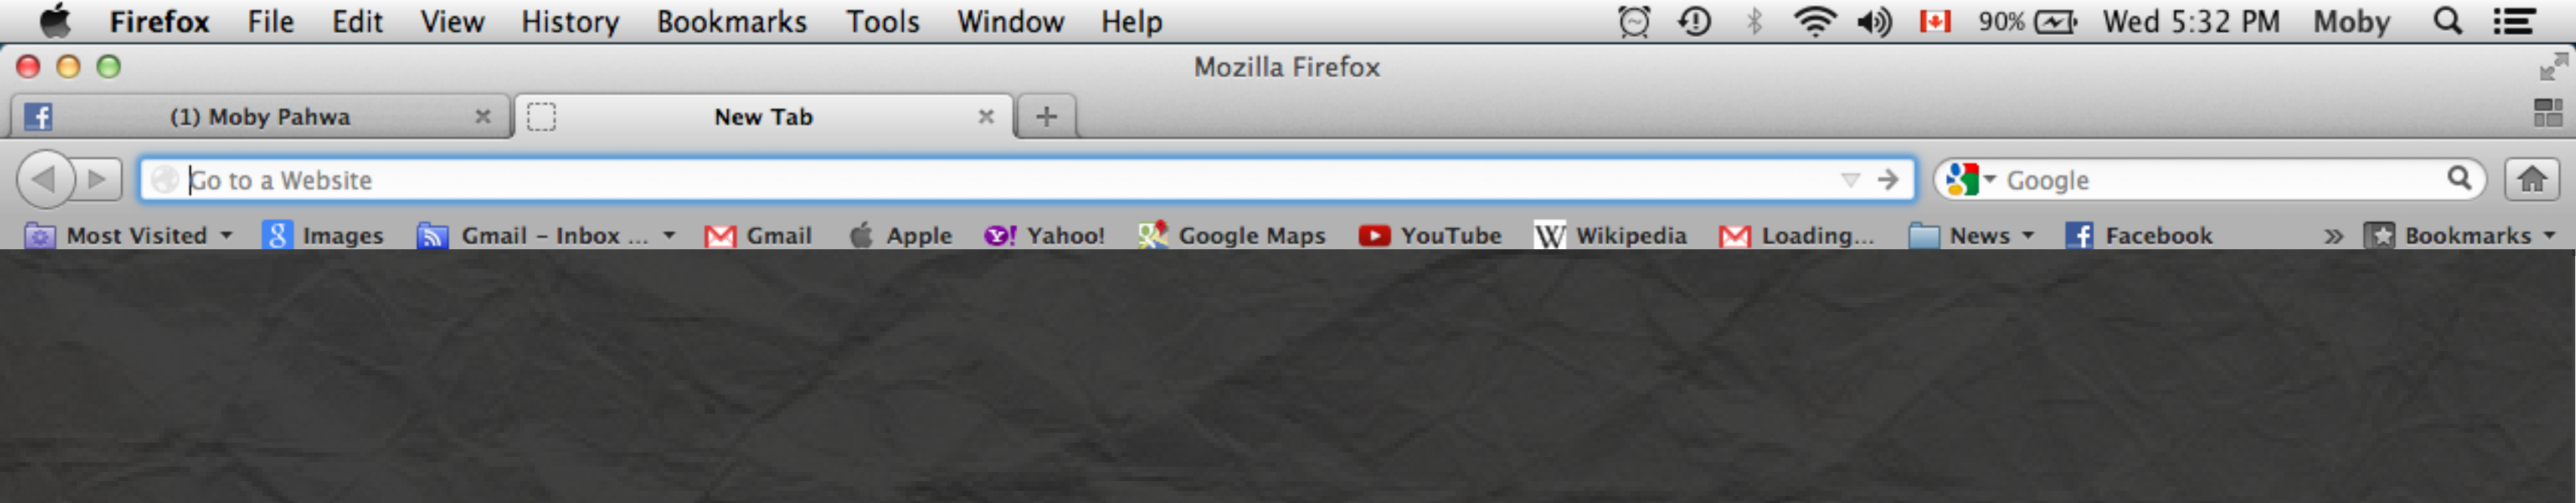 Firefox File Edit View History Bookmarks Tools Window Help 90% Wed 5:32 PM Moby
Mozilla Firefox
(1) Moby Pahwa New Tab
Go to a Website Google
Most Visited Images Gmail - Inbox ... Gmail Apple Yahoo! Google Maps YouTube Wikipedia Loading... News Facebook » Bookmarks